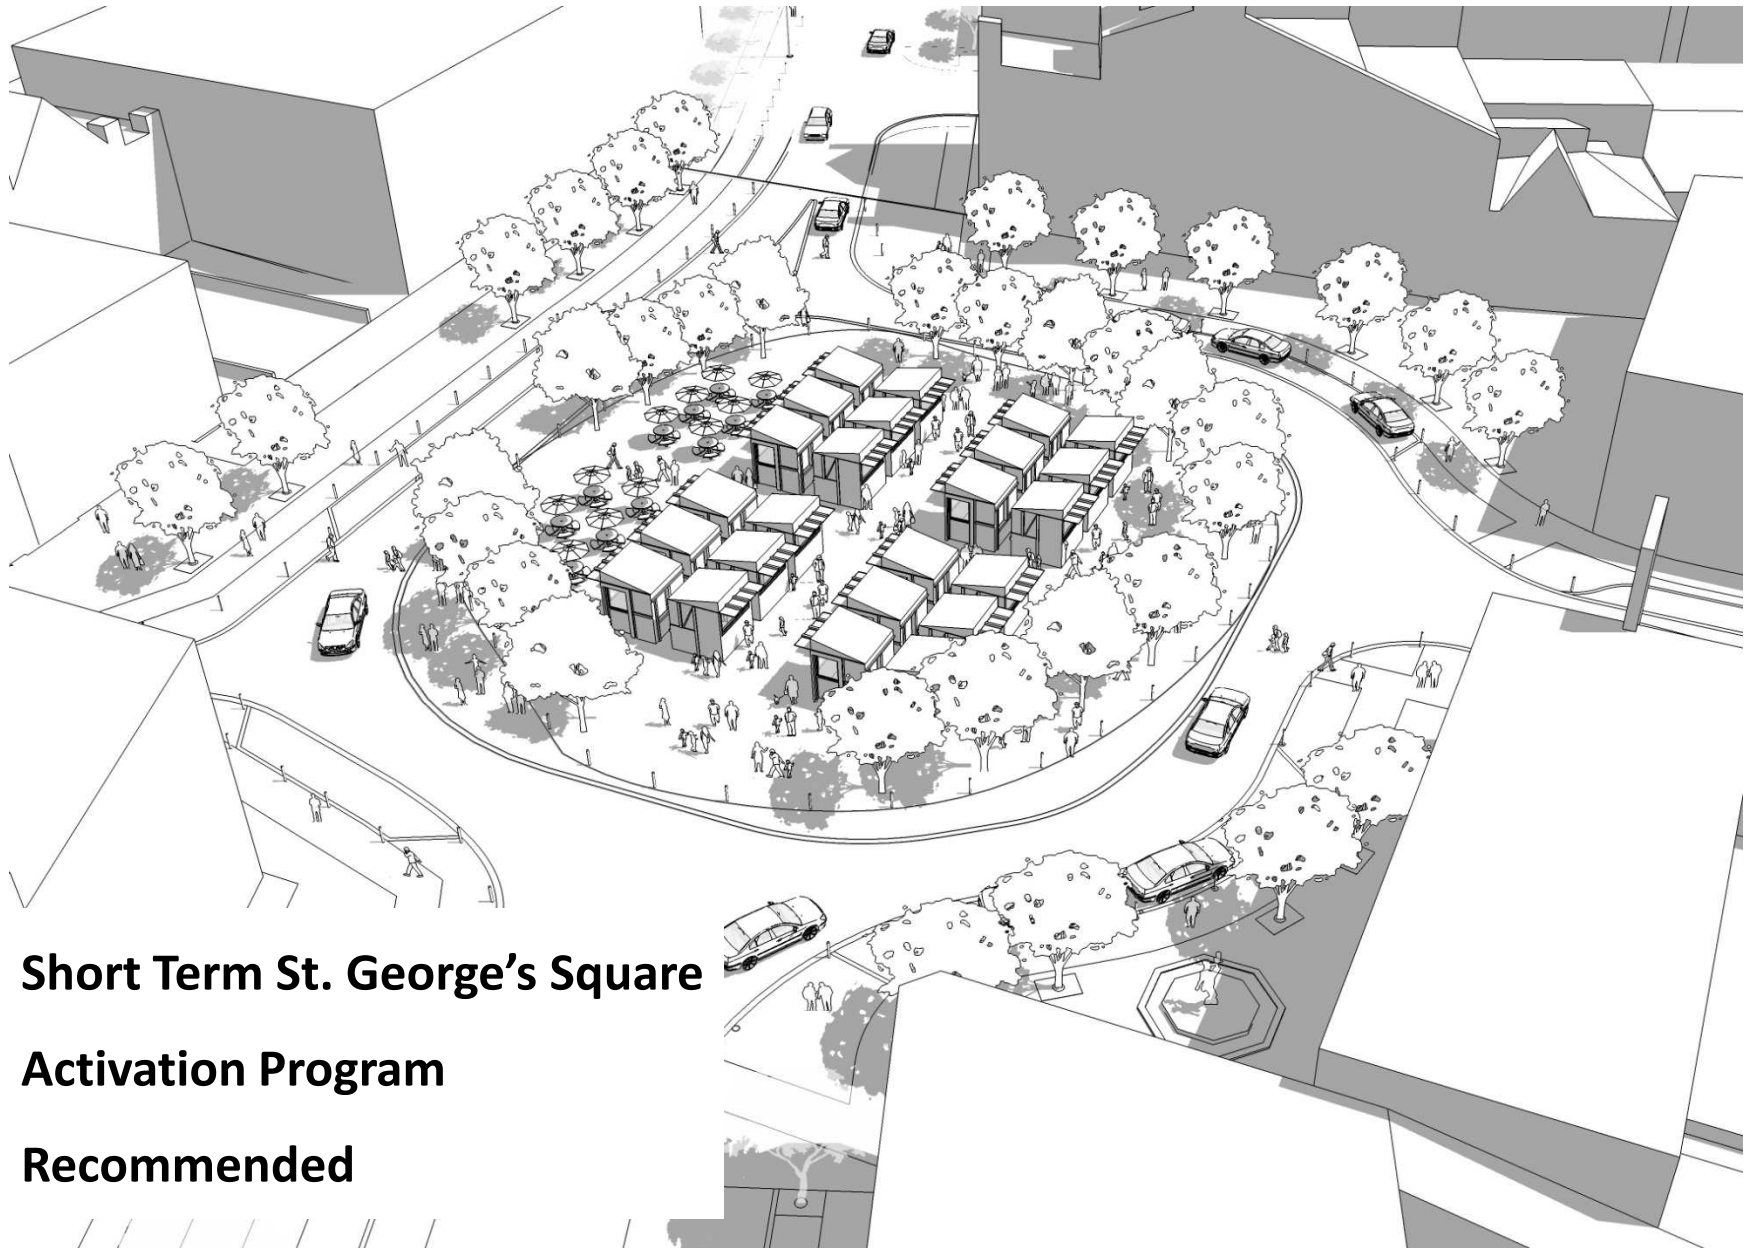 Short Term St. George’s Square
Activation Program
Recommended